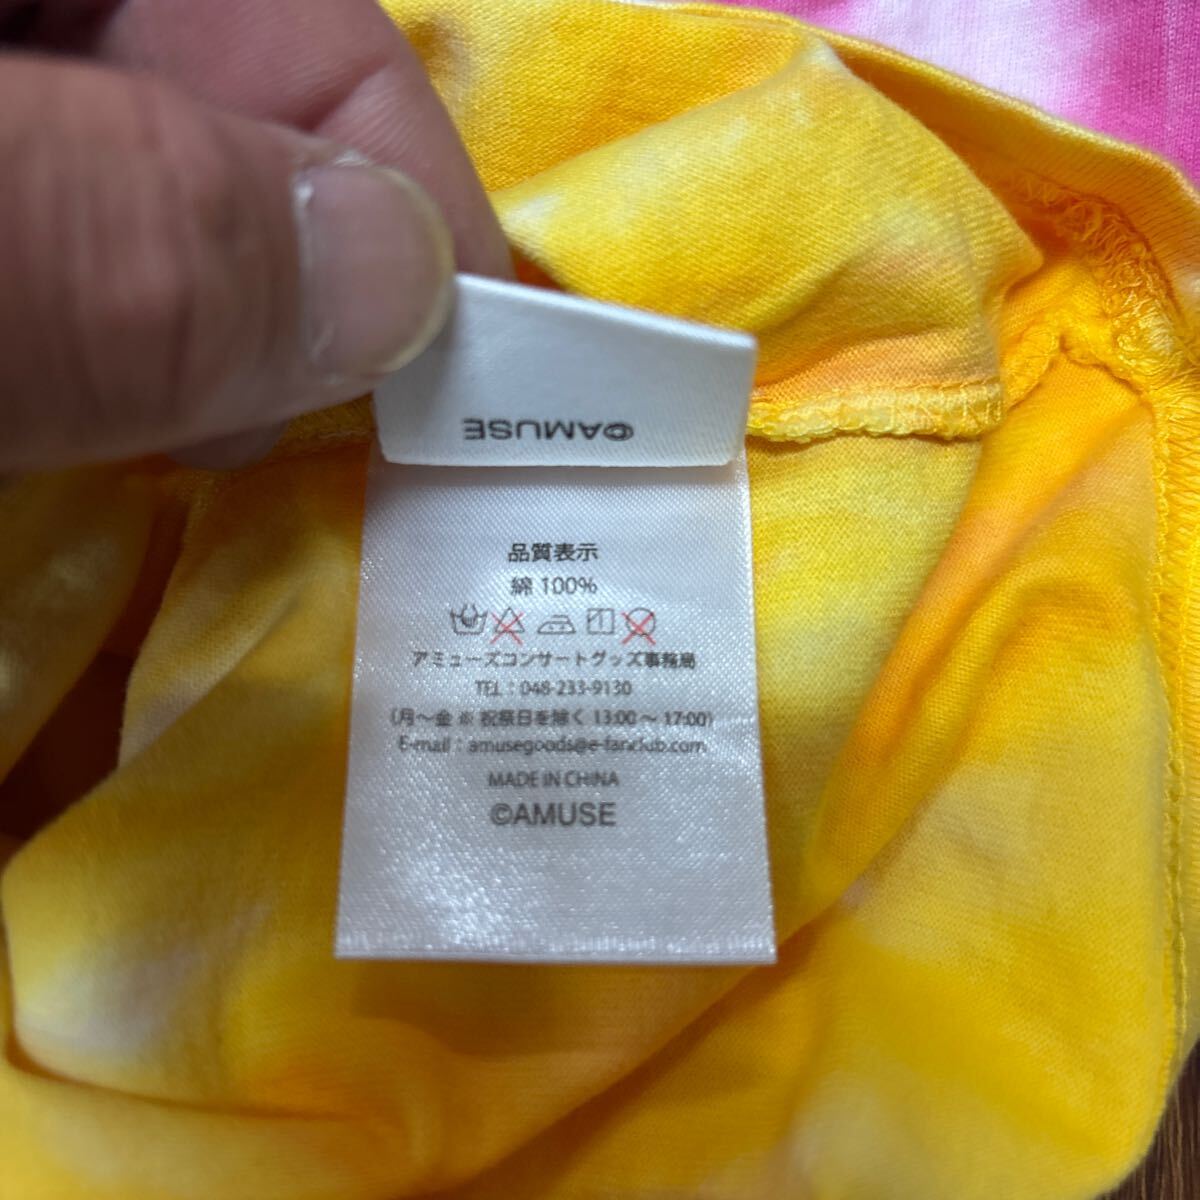 ©AMUSE
品質表示
綿 100%
アミューズコンサートグッズ事務局
TEL : 048-233-9130
(月～金 ※ 祝祭日を除く 13:00 ～ 17:00)
E-mail : amusegoods@e-fanclub.com
MADE IN CHINA
©AMUSE